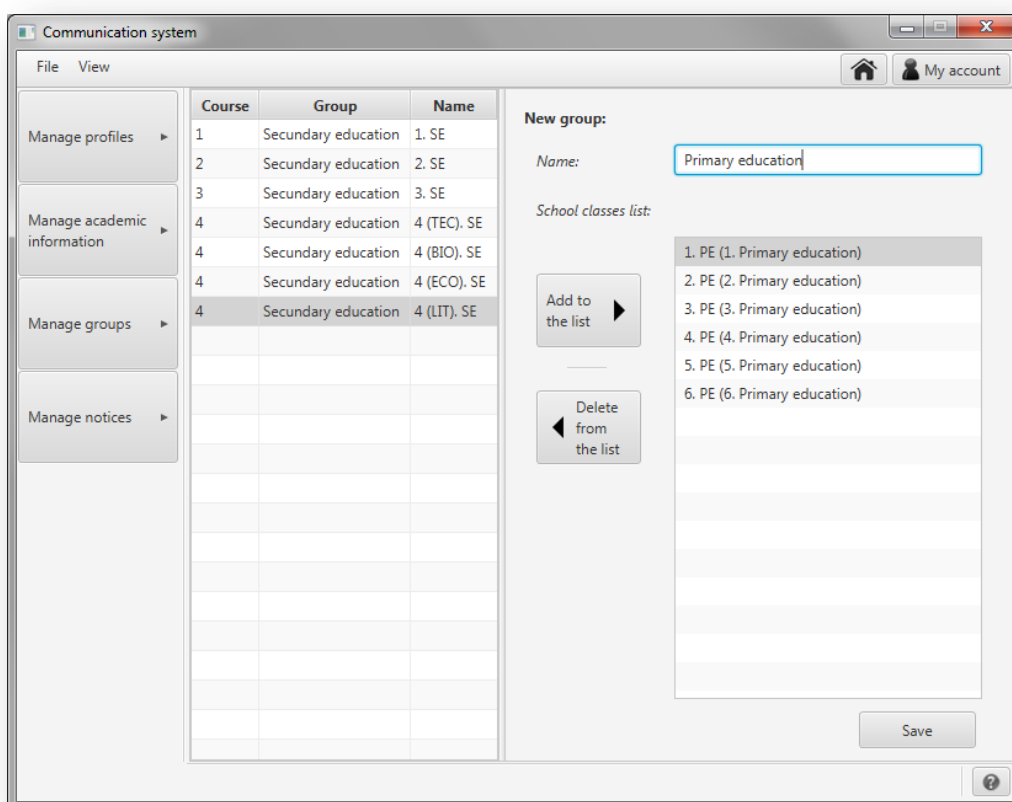 Communication system
File View
My account
Manage profiles
Manage academic
information
Manage groups
Manage notices
Course Group Name
1 Secundary education 1. SE
2 Secundary education 2. SE
3 Secundary education 3. SE
4 Secundary education 4 (TEC). SE
4 Secundary education 4 (BIO). SE
4 Secundary education 4 (ECO). SE
4 Secundary education 4 (LIT). SE
New group:
Name:
Primary education
School classes list:
Add to
the list
Delete
from
the list
1. PE (1. Primary education)
2. PE (2. Primary education)
3. PE (3. Primary education)
4. PE (4. Primary education)
5. PE (5. Primary education)
6. PE (6. Primary education)
Save
?